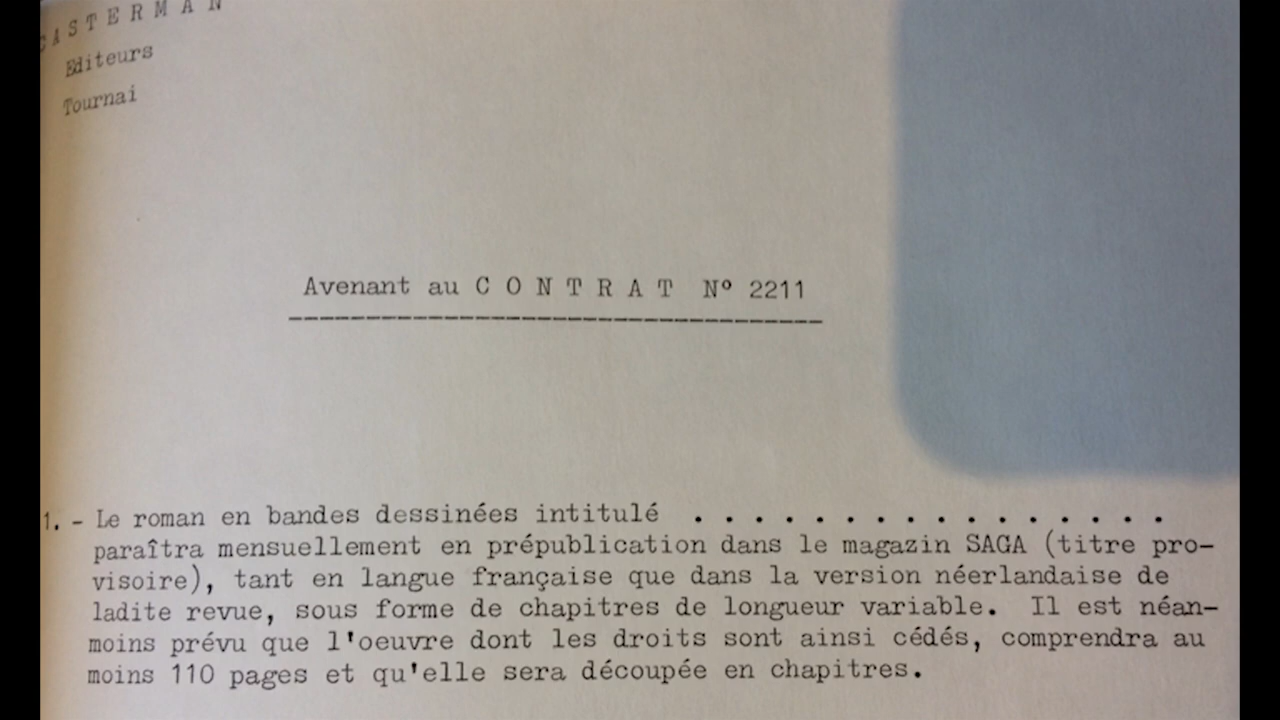 CASTERMAN
Editeurs
Tournai
Avenant au C O N T R A T N° 2211
1. - Le roman en bandes dessinées intitulé . . . . . . . . . . . . . . . .
paraîtra mensuellement en prépublication dans le magazin SAGA (titre pro-
visoire), tant en langue française que dans la version néerlandaise de
ladite revue, sous forme de chapitres de longueur variable. Il est néan-
moins prévu que l'oeuvre dont les droits sont ainsi cédés, comprendra au
moins 110 pages et qu'elle sera découpée en chapitres.